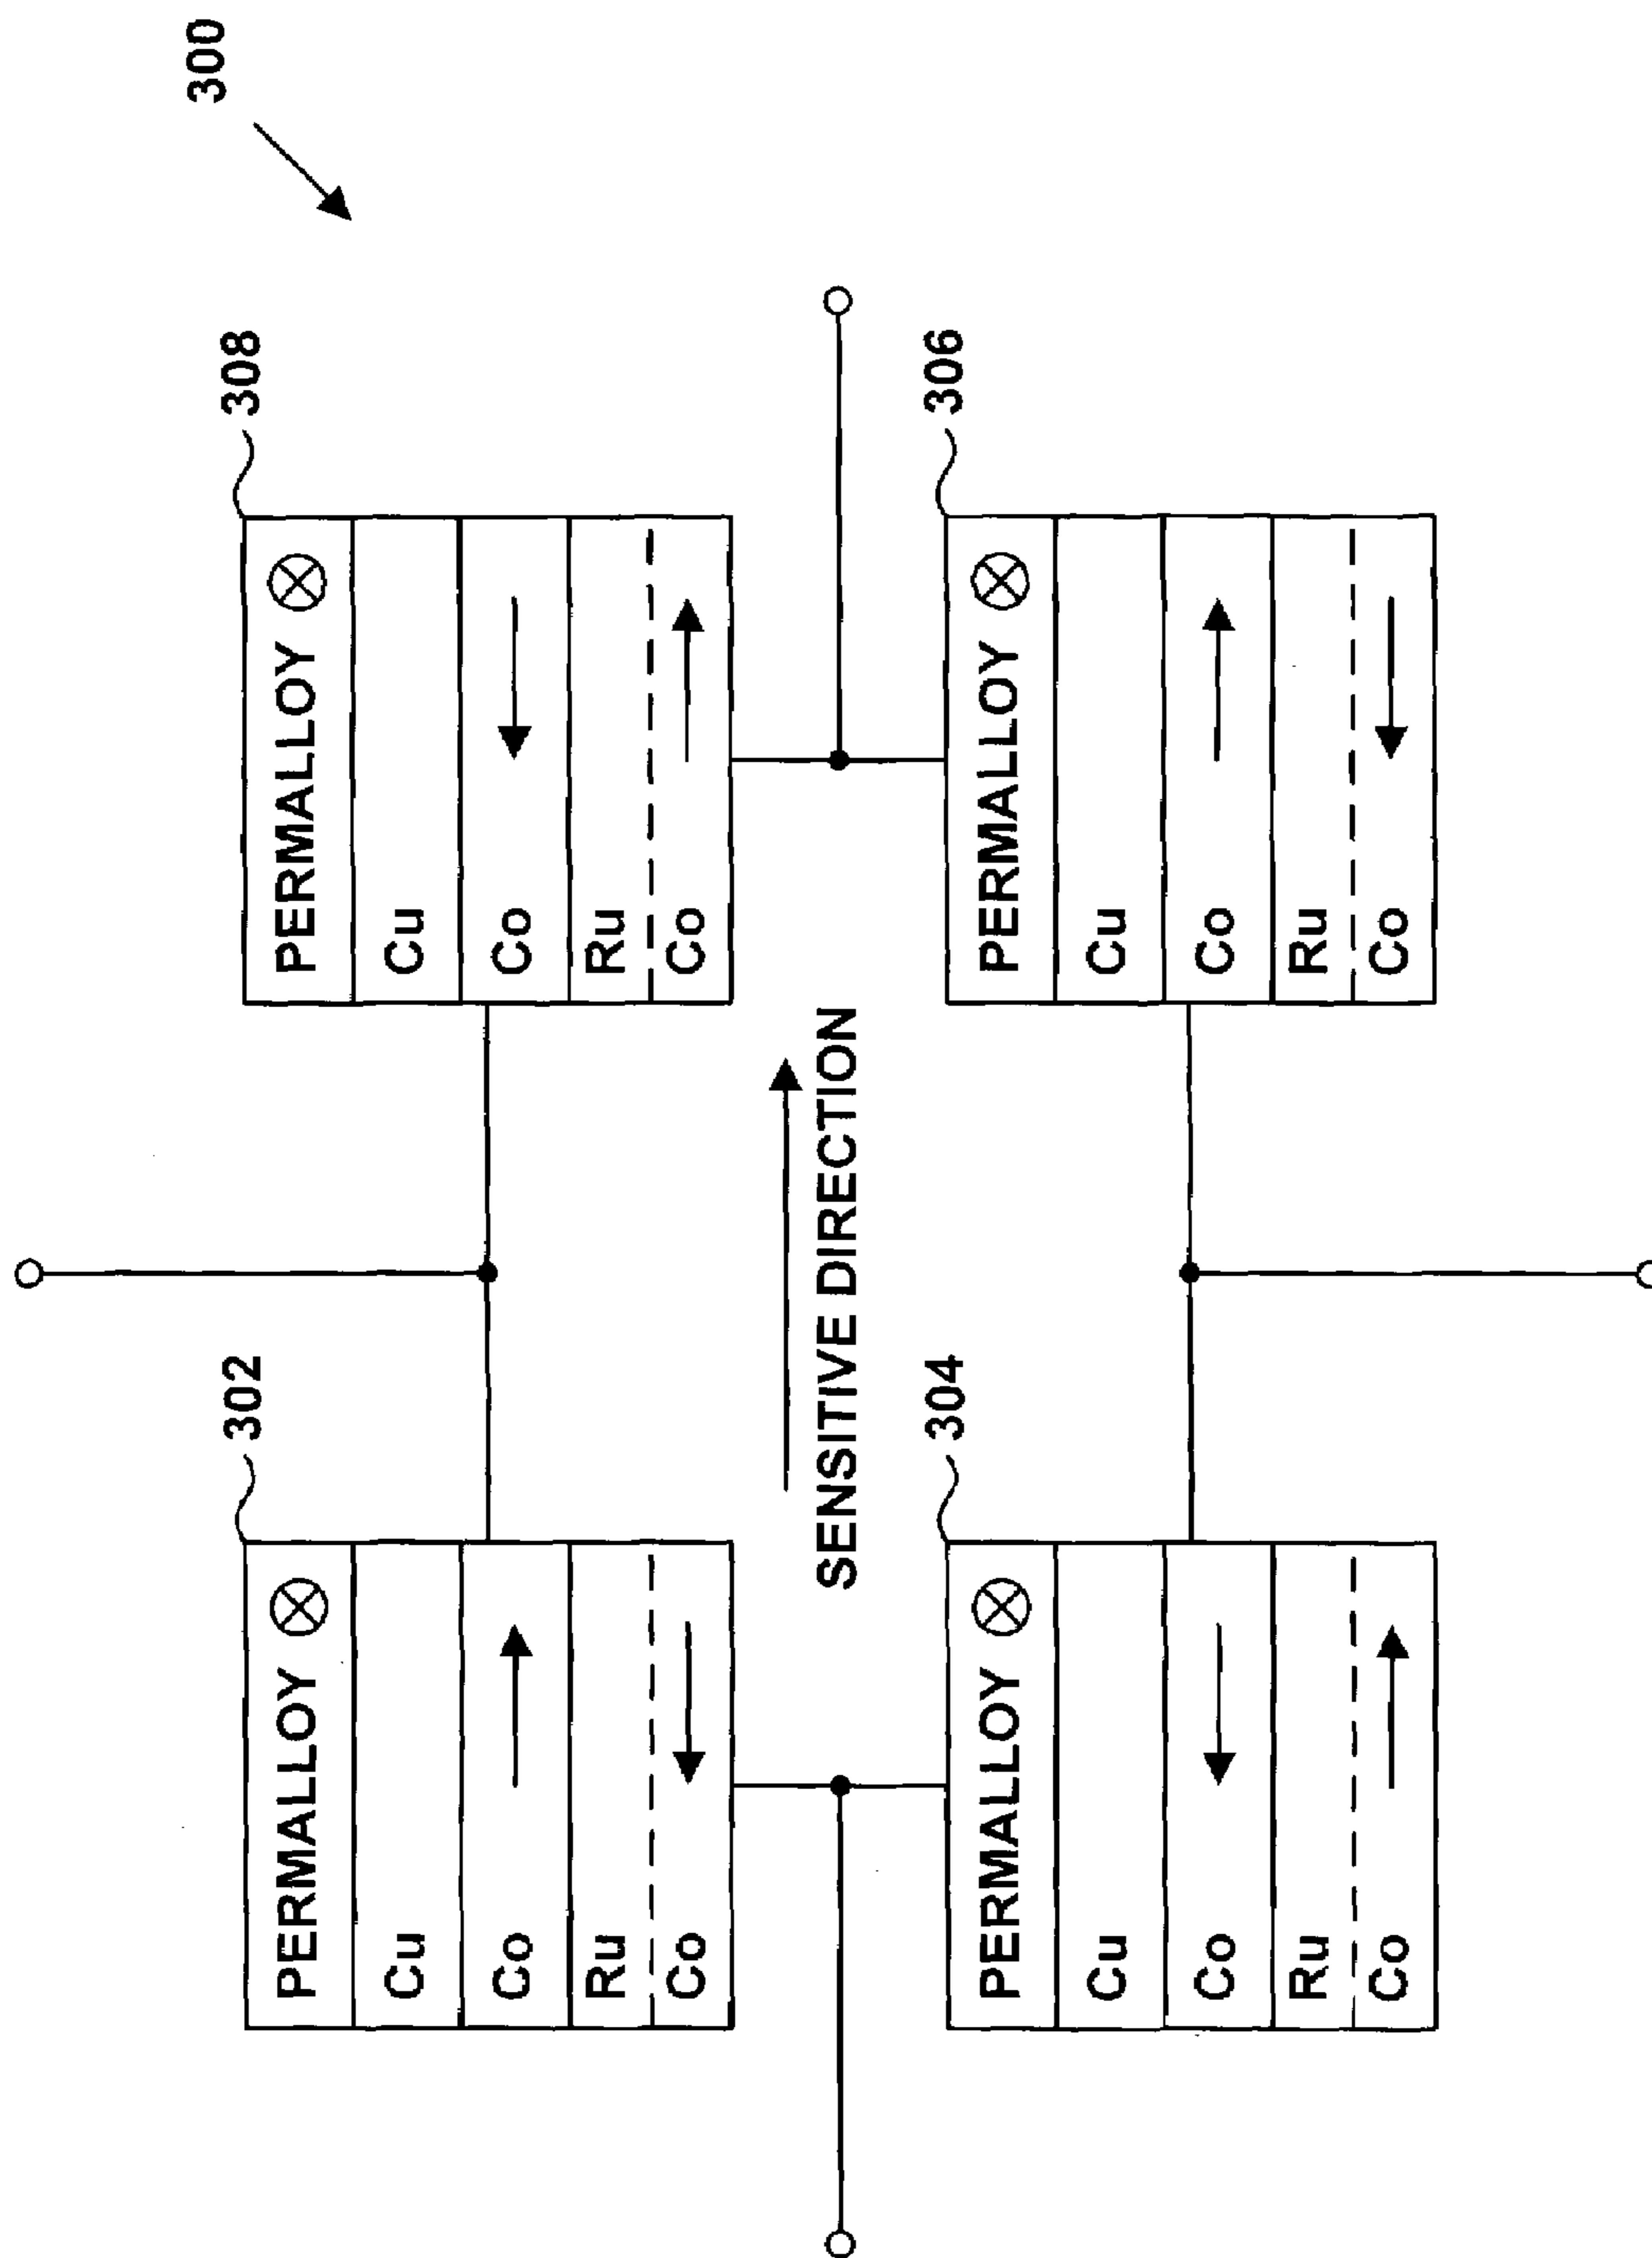 300
302
PERMALLOY
Cu
Co
Ru
Co
308
PERMALLOY
Cu
Co
Ru
Co
SENSITIVE DIRECTION
304
PERMALLOY
Cu
Co
Ru
Co
306
PERMALLOY
Cu
Co
Ru
Co